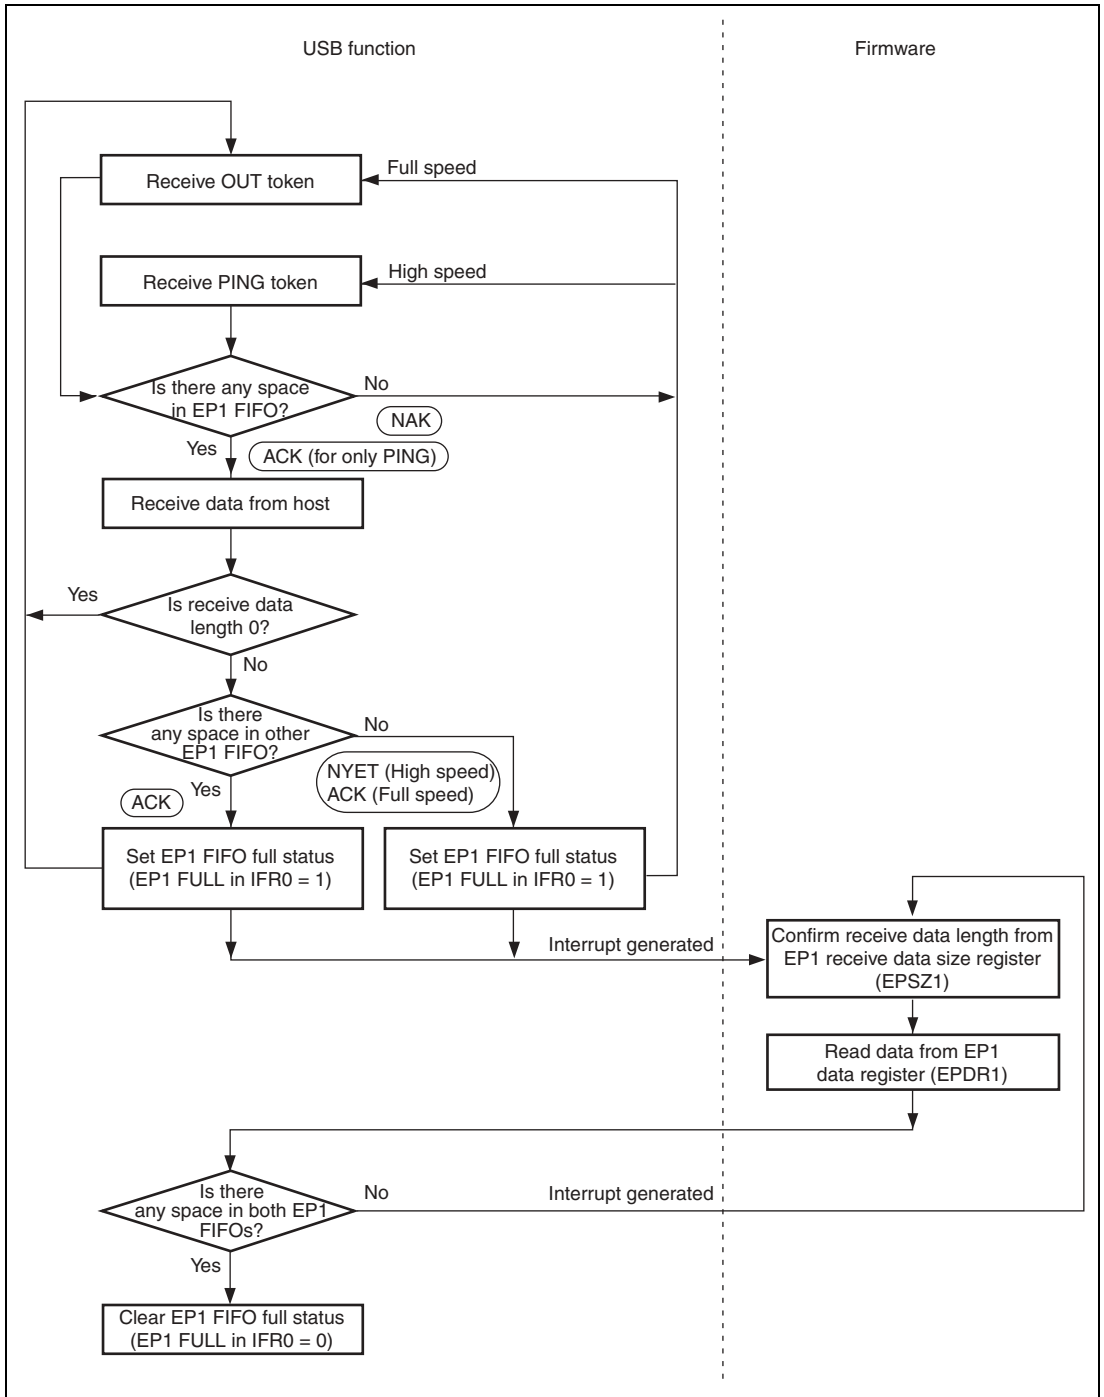 USB function
Firmware
Receive OUT token
Full speed
Receive PING token
High speed
Is there any space
in EP1 FIFO?
No
NAK
Yes
ACK (for only PING)
Receive data from host
Yes
Is receive data
length 0?
No
Is there
any space in other
EP1 FIFO?
No
NYET (High speed)
ACK (Full speed)
Yes
ACK
Set EP1 FIFO full status
(EP1 FULL in IFR0 = 1)
Set EP1 FIFO full status
(EP1 FULL in IFR0 = 1)
Interrupt generated
Confirm receive data length from
EP1 receive data size register
(EPSZ1)
Read data from EP1
data register (EPDR1)
Is there
any space in both EP1
FIFOs?
No
Interrupt generated
Yes
Clear EP1 FIFO full status
(EP1 FULL in IFR0 = 0)